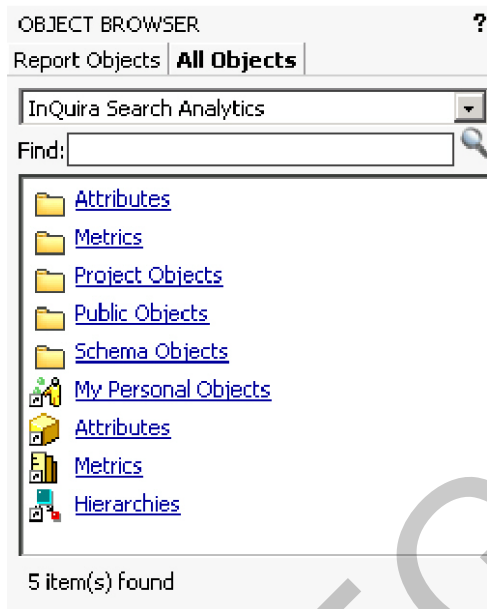 OBJECT BROWSER ?
Report Objects All Objects
InQuira Search Analytics
Find:
Attributes
Metrics
Project Objects
Public Objects
Schema Objects
My Personal Objects
Attributes
Metrics
Hierarchies
5 item(s) found